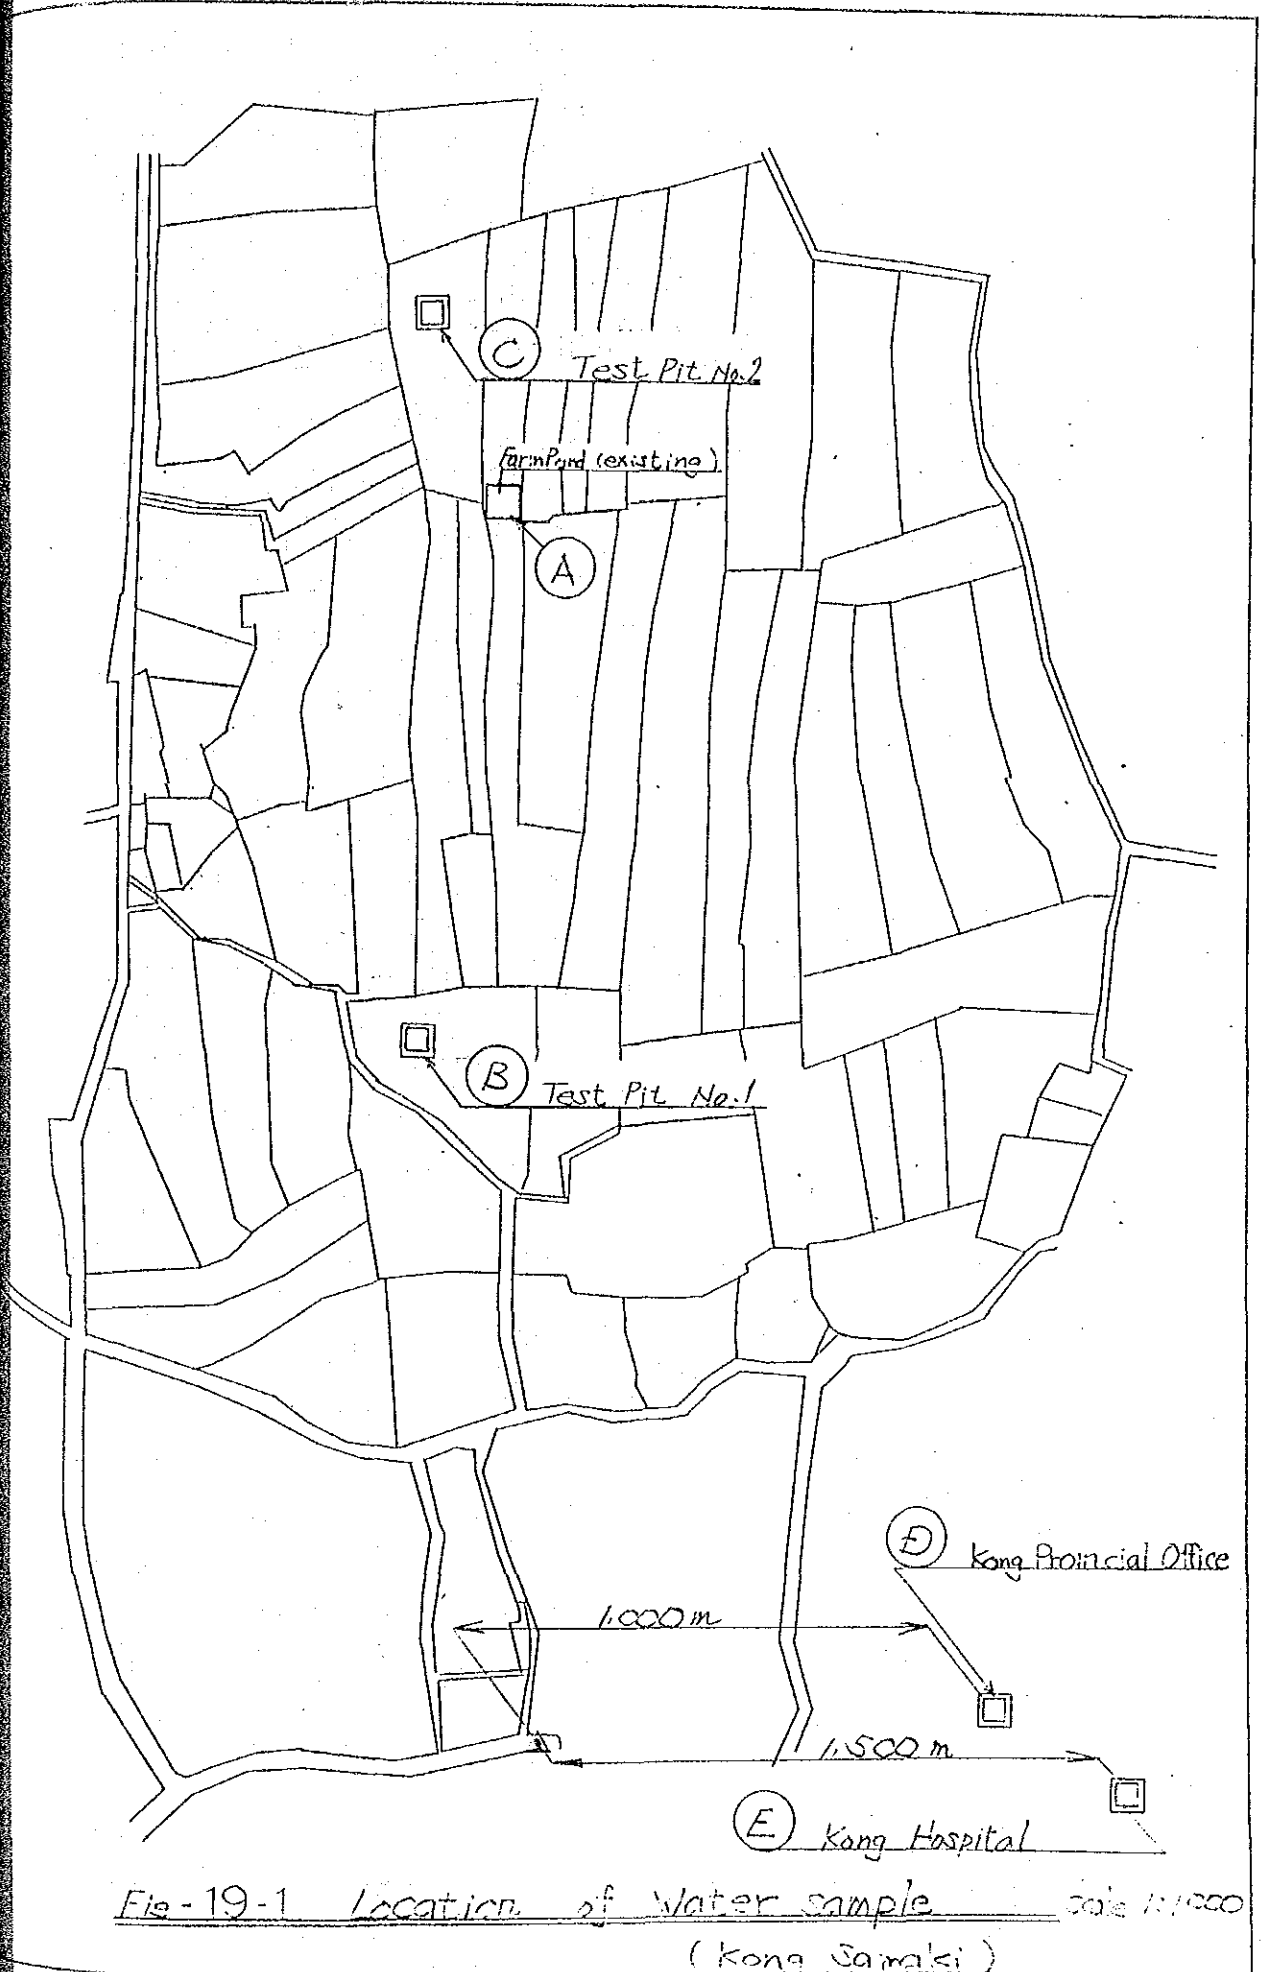 C
Test Pit No.2
Farm Pond (existing)
A
B
Test Pit No.1
D
Kong Provincial Office
1.000 m
1.500 m
E
Kong Hospital
Fig-19-1 Location of Water sample
(Kong Samaki)